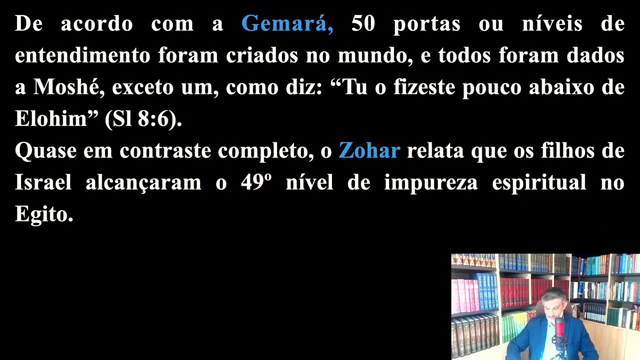 De acordo com a Gemará, 50 portas ou níveis de
entendimento foram criados no mundo, e todos foram dados
a Moshé, exceto um, como diz: “Tu o fizeste pouco abaixo de
Elohim” (Sl 8:6).
Quase em contraste completo, o Zohar relata que os filhos de
Israel alcançaram o 49º nível de impureza espiritual no
Egito.